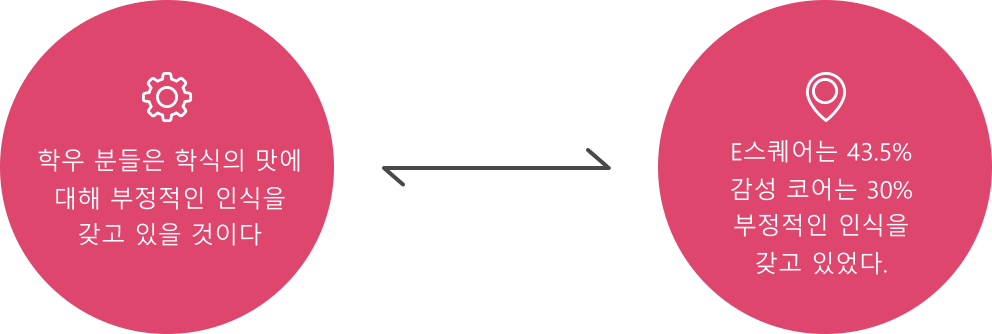 학우 분들은 학식의 맛에
대해 부정적인 인식을
갖고 있을 것이다
E스퀘어는 43.5%
감성 코어는 30%
부정적인 인식을
갖고 있었다.